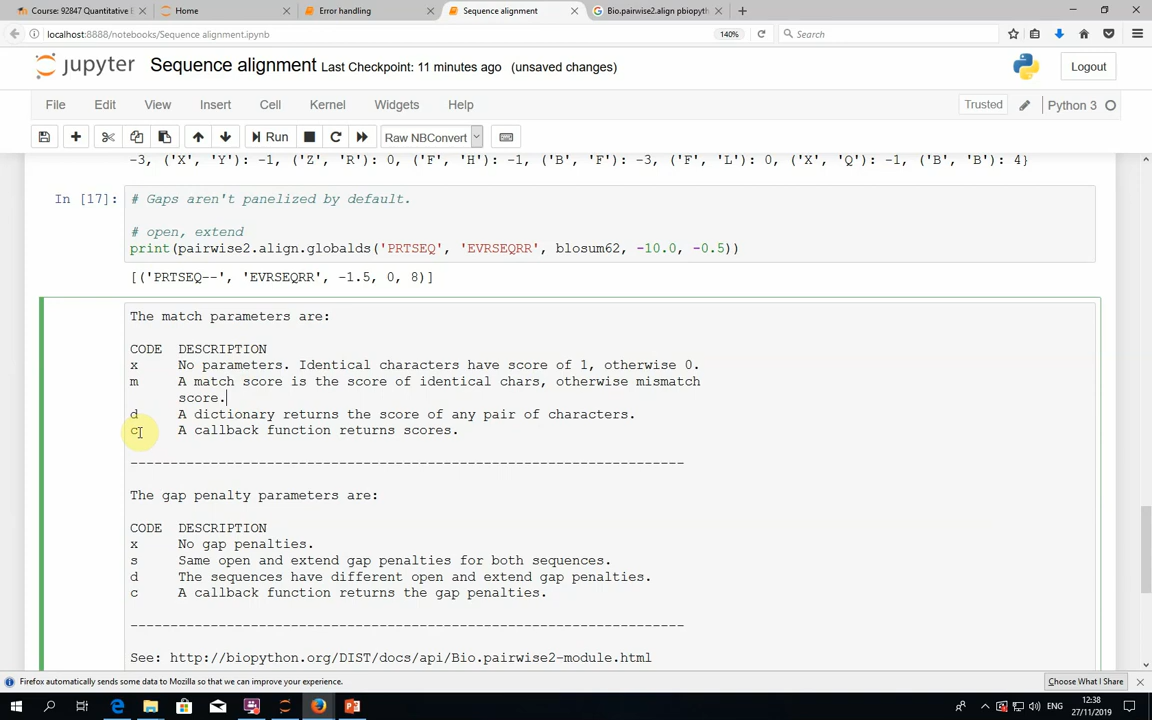 Course: 92847 Quantitative B
Home
Error handling
Sequence alignment
Bio.pairwise2.align pbiopyth
localhost:8888/notebooks/Sequence alignment.ipynb
140%
Search
jupyter Sequence alignment Last Checkpoint: 11 minutes ago (unsaved changes)
Logout
File Edit View Insert Cell Kernel Widgets Help
Trusted
Python 3
Run
Raw NBConvert
-3, ('X', 'Y'): -1, ('Z', 'R'): 0, ('F', 'H'): -1, ('B', 'F'): -3, ('F', 'L'): 0, ('X', 'Q'): -1, ('B', 'B'): 4}
In [17]: # Gaps aren't panelized by default.
# open, extend
print(pairwise2.align.globalds('PRTSEQ', 'EVRSEQRR', blosum62, -10.0, -0.5))
[('PRTSEQ--', 'EVRSEQRR', -1.5, 0, 8)]
The match parameters are:
CODE DESCRIPTION
x No parameters. Identical characters have score of 1, otherwise 0.
m A match score is the score of identical chars, otherwise mismatch
score.
d A dictionary returns the score of any pair of characters.
c A callback function returns scores.
---------------------------------------------------------------------
The gap penalty parameters are:
CODE DESCRIPTION
x No gap penalties.
s Same open and extend gap penalties for both sequences.
d The sequences have different open and extend gap penalties.
c A callback function returns the gap penalties.
---------------------------------------------------------------------
See: http://biopython.org/DIST/docs/api/Bio.pairwise2-module.html
Firefox automatically sends some data to Mozilla so that we can improve your experience.
Choose What I Share
ENG
12:38
27/11/2019